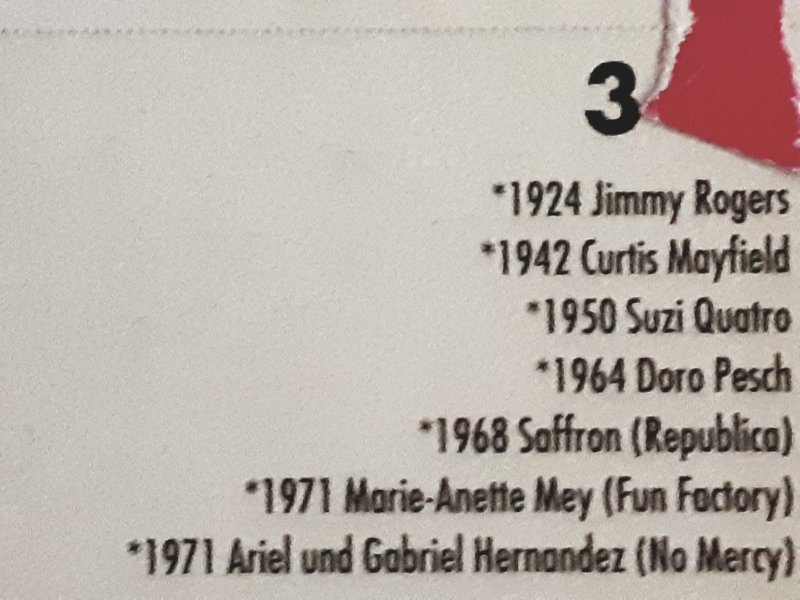 3
*1924 Jimmy Rogers
*1942 Curtis Mayfield
*1950 Suzi Quatro
*1964 Doro Pesch
*1968 Saffron (Republica)
*1971 Marie-Anette Mey (Fun Factory)
*1971 Ariel und Gabriel Hernandez (No Mercy)